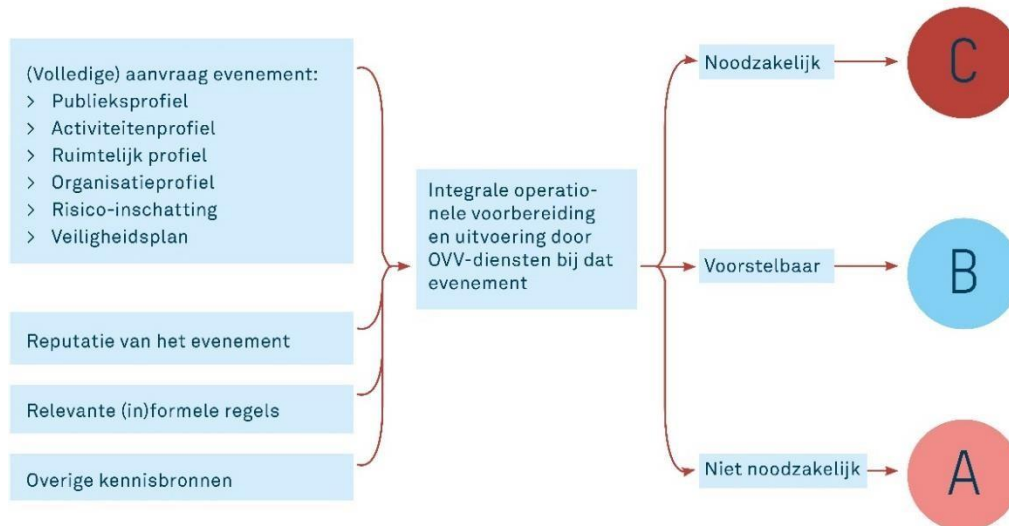 (Volledige) aanvraag evenement:
> Publieksprofiel
> Activiteitenprofiel
> Ruimtelijk profiel
> Organisatieprofiel
> Risico-inschatting
> Veiligheidsplan
Reputatie van het evenement
Relevante (in)formele regels
Overige kennisbronnen
Integrale operatio-
nele voorbereiding
en uitvoering door
OVV-diensten bij dat
evenement
Noodzakelijk
C
Voorstelbaar
B
Niet noodzakelijk
A